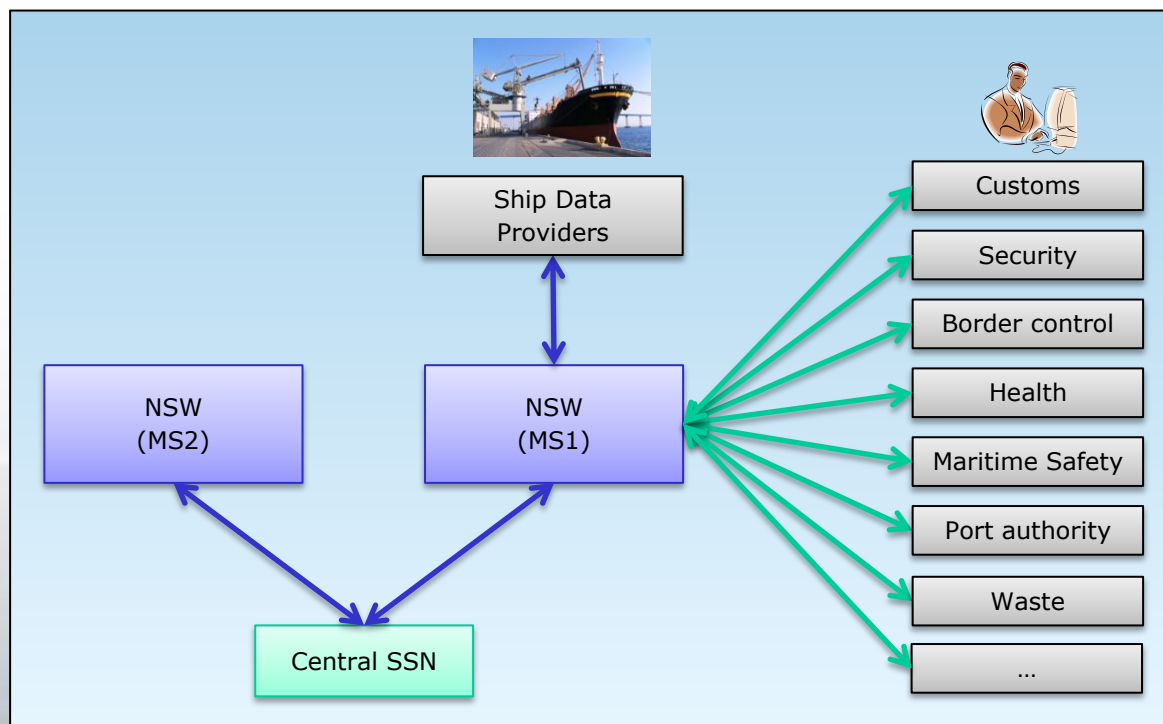 Ship Data
Providers
Customs
Security
Border control
Health
Maritime Safety
Port authority
Waste
...
NSW
(MS2)
NSW
(MS1)
Central SSN